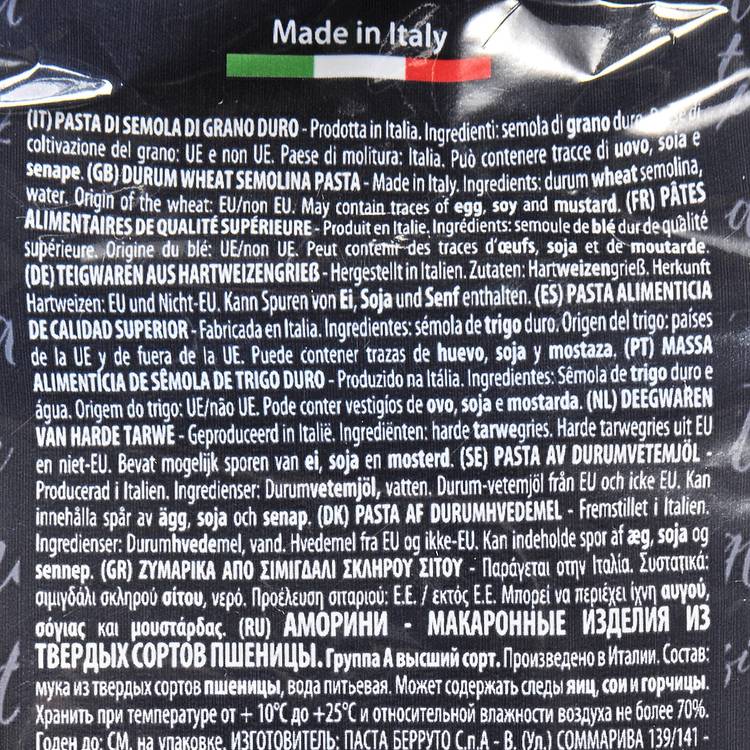 Made in Italy
(IT) PASTA DI SEMOLA DI GRANO DURO - Prodotta in Italia. Ingredienti: semola di grano duro. Paese di
coltivazione del grano: UE e non UE. Paese di molitura: Italia. Può contenere tracce di uovo, soia e
senape. (GB) DURUM WHEAT SEMOLINA PASTA - Made in Italy. Ingredients: durum wheat semolina,
water. Origin of the wheat: EU/non EU. May contain traces of egg, soy and mustard. (FR) PÂTES
ALIMENTAIRES DE QUALITÉ SUPÉRIEURE - Produit en Italie. Ingrédients: semoule de blé dur de qualité
supérieure. Origine du blé: UE/non UE. Peut contenir des traces d'œufs, soja et de moutarde.
(DE) TEIGWAREN AUS HARTWEIZENGRIEß - Hergestellt in Italien. Zutaten: Hartweizengrieß. Herkunft
Hartweizen: EU und Nicht-EU. Kann Spuren von Ei, Soja und Senf enthalten. (ES) PASTA ALIMENTICIA
DE CALIDAD SUPERIOR - Fabricada en Italia. Ingredientes: sémola de trigo duro. Origen del trigo: países
de la UE y de fuera de la UE. Puede contener trazas de huevo, soja y mostaza. (PT) MASSA
ALIMENTÍCIA DE SÊMOLA DE TRIGO DURO - Produzido na Itália. Ingredientes: Sêmola de trigo duro e
água. Origem do trigo: UE/não UE. Pode conter vestigíos de ovo, soja e mostarda. (NL) DEEGWAREN
VAN HARDE TARWE - Geproduceerd in Italië. Ingrediënten: harde tarwegries. Harde tarwegries uit EU
en niet-EU. Bevat mogelijk sporen van ei, soja en mosterd. (SE) PASTA AV DURUMVETEMJÖL -
Producerad i Italien. Ingredienser: Durumvetemjöl, vatten. Durum-vetemjöl från EU och icke EU. Kan
innehålla spår av ägg, soja och senap. (DK) PASTA AF DURUMHVEDEMEL - Fremstillet i Italien.
Ingredienser: Durumhvedemel, vand. Hvedemel fra EU og ikke-EU. Kan indeholde spor af æg, soja og
sennep. (GR) ΖΥΜΑΡΙΚΑ ΑΠΟ ΣΙΜΙΓΔΑΛΙ ΣΚΛΗΡΟΥ ΣΙΤΟΥ - Παράγεται στην Ιταλία. Συστατικά:
σιμιγδάλι σκληρού σίτου, νερό. Προέλευση σιταριού: Ε.Ε. / εκτός Ε.Ε. Μπορεί να περιέχει ίχνη αυγού,
σόγιας και μουστάρδας. (RU) АМОРИНИ - МАКАРОННЫЕ ИЗДЕЛИЯ ИЗ
ТВЕРДЫХ СОРТОВ ПШЕНИЦЫ. Группа А высший сорт. Произведено в Италии. Состав:
мука из твердых сортов пшеницы, вода питьевая. Может содержать следы яиц, сои и горчицы.
Хранить при температуре от + 10°C до +25°C и относительной влажности воздуха не более 70%.
Годен до: СМ. на упаковке. ИЗГОТОВИТЕЛЬ: ПАСТА БЕРРУТО С.п.А - В. (Ул.) СОММАРИВА 139/141 -